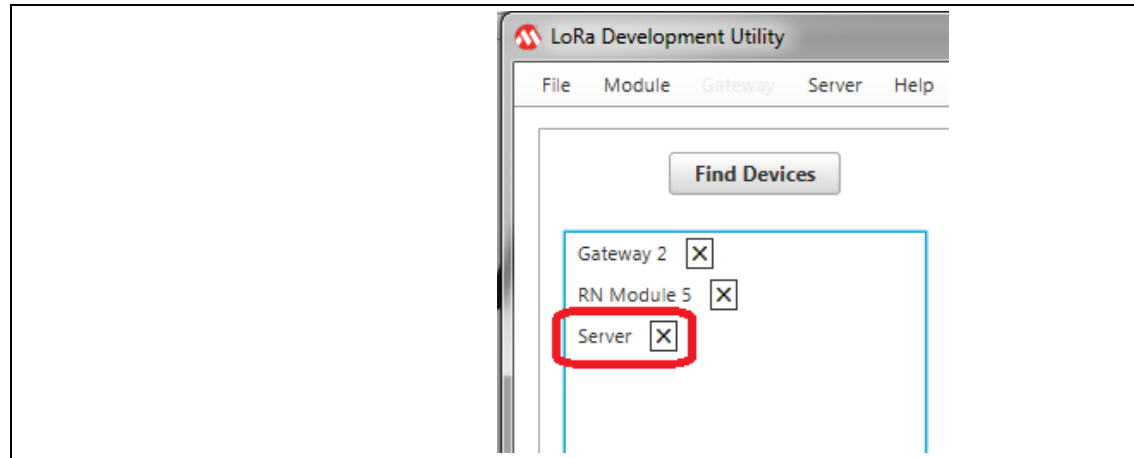 LoRa Development Utility
File Module Gateway Server Help
Find Devices
Gateway 2
RN Module 5
Server